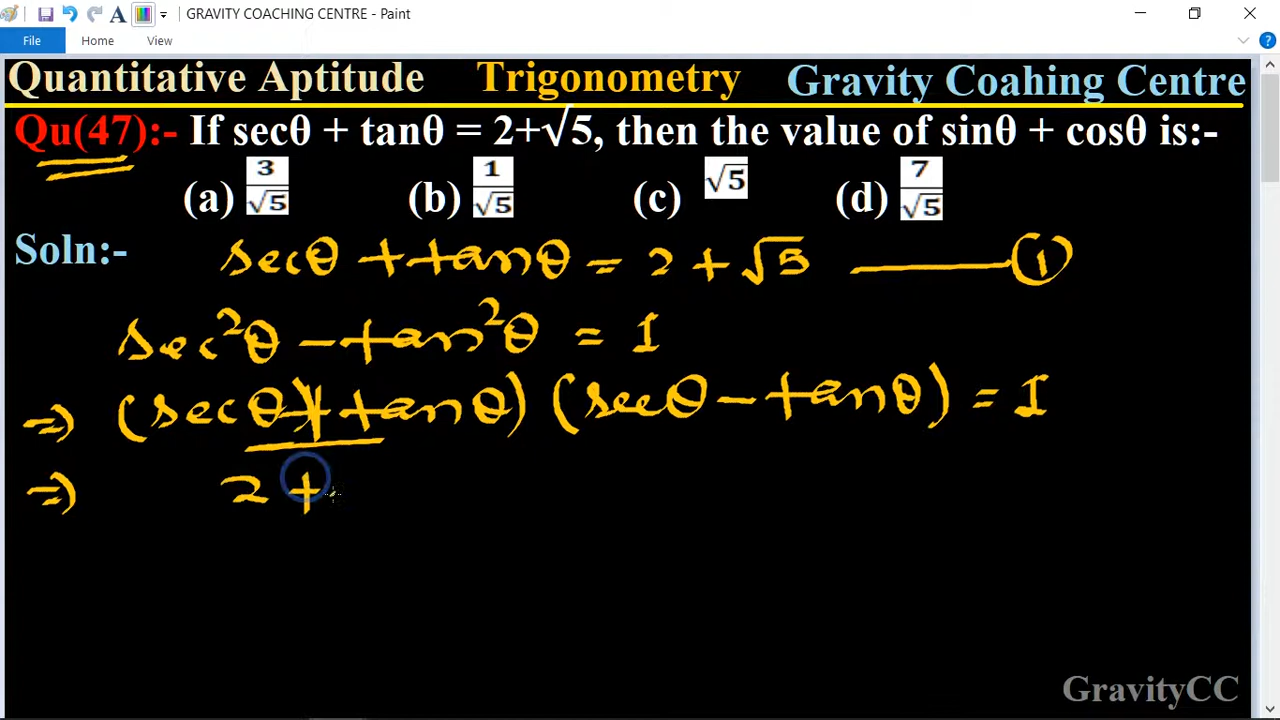 GRAVITY COACHING CENTRE - Paint
File Home View
Quantitative Aptitude Trigonometry Gravity Coahing Centre
Qu(47):- If secθ + tanθ = 2+√5, then the value of sinθ + cosθ is:-
(a) 3/√5 (b) 1/√5 (c) √5 (d) 7/√5
Soln:- secθ + tanθ = 2 + √5 ——— ①
sec²θ - tan²θ = 1
⇒ (secθ + tanθ) (secθ - tanθ) = 1
⇒ 2 +
GravityCC